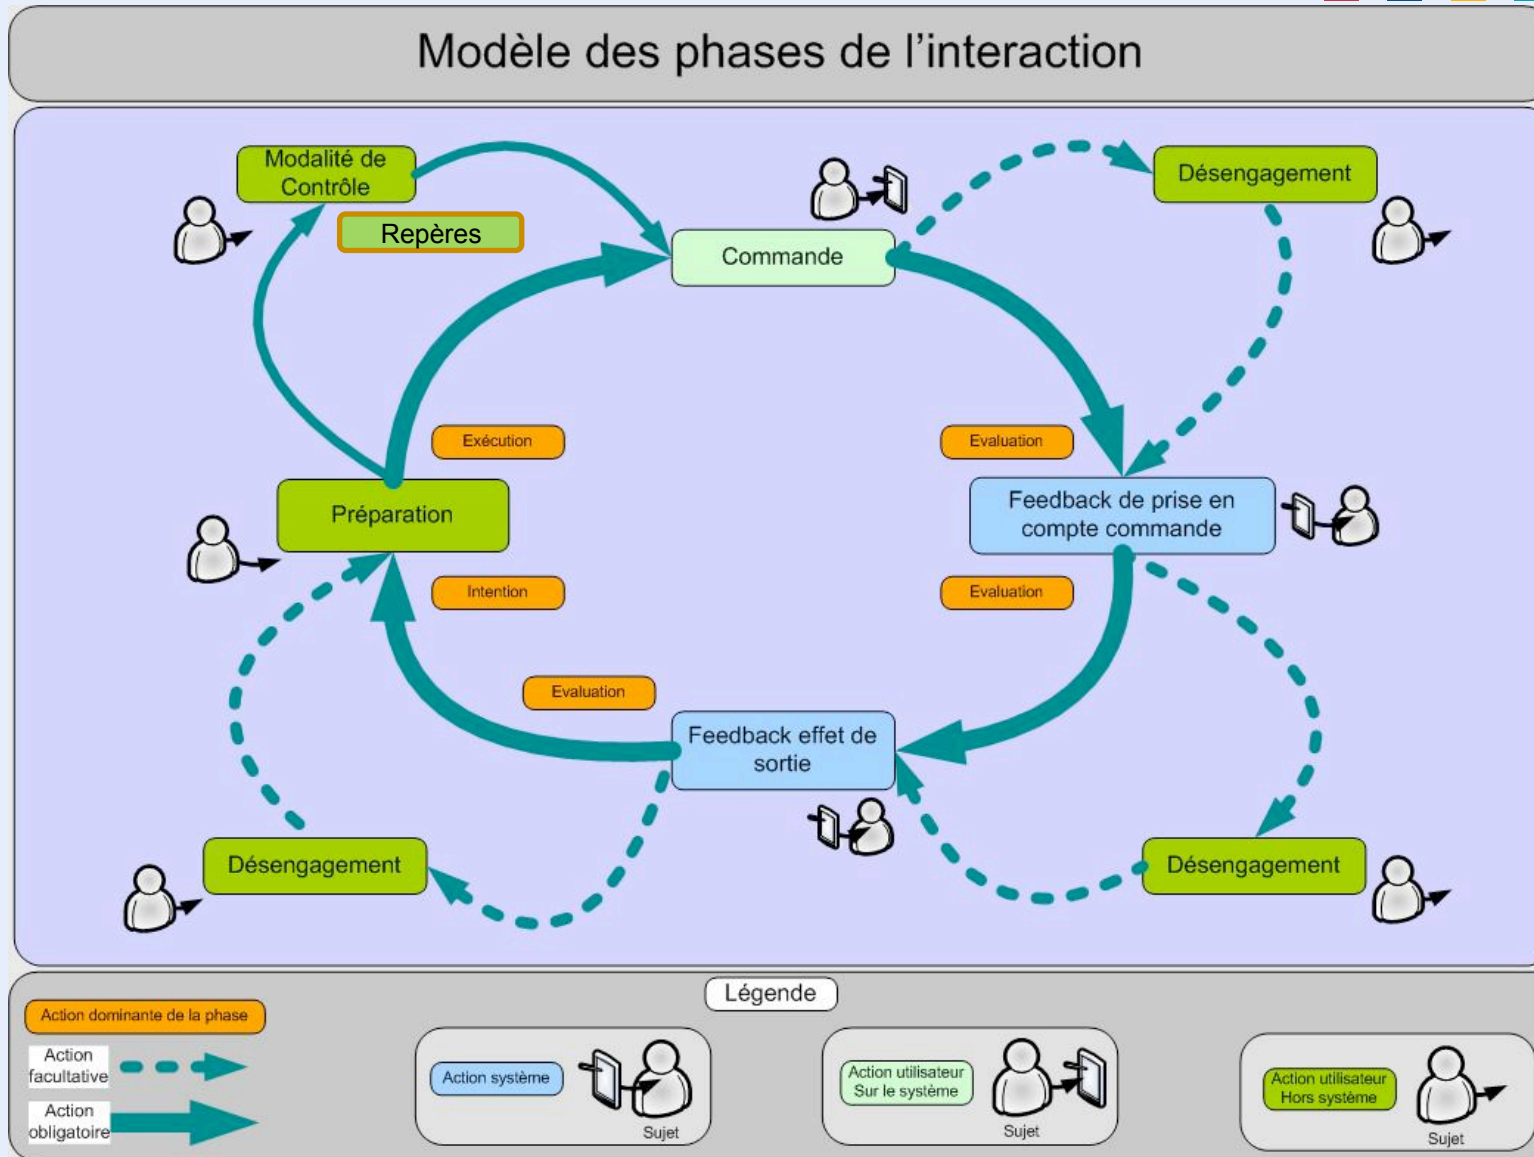 Modèle des phases de l'interaction
Modalité de
Contrôle
Repères
Commande
Désengagement
Exécution
Evaluation
Préparation
Feedback de prise en
compte commande
Intention
Evaluation
Evaluation
Feedback effet de
sortie
Désengagement
Désengagement
Légende
Action dominante de la phase
Action
facultative
Action
obligatoire
Action système
Sujet
Action utilisateur
Sur le système
Sujet
Action utilisateur
Hors système
Sujet